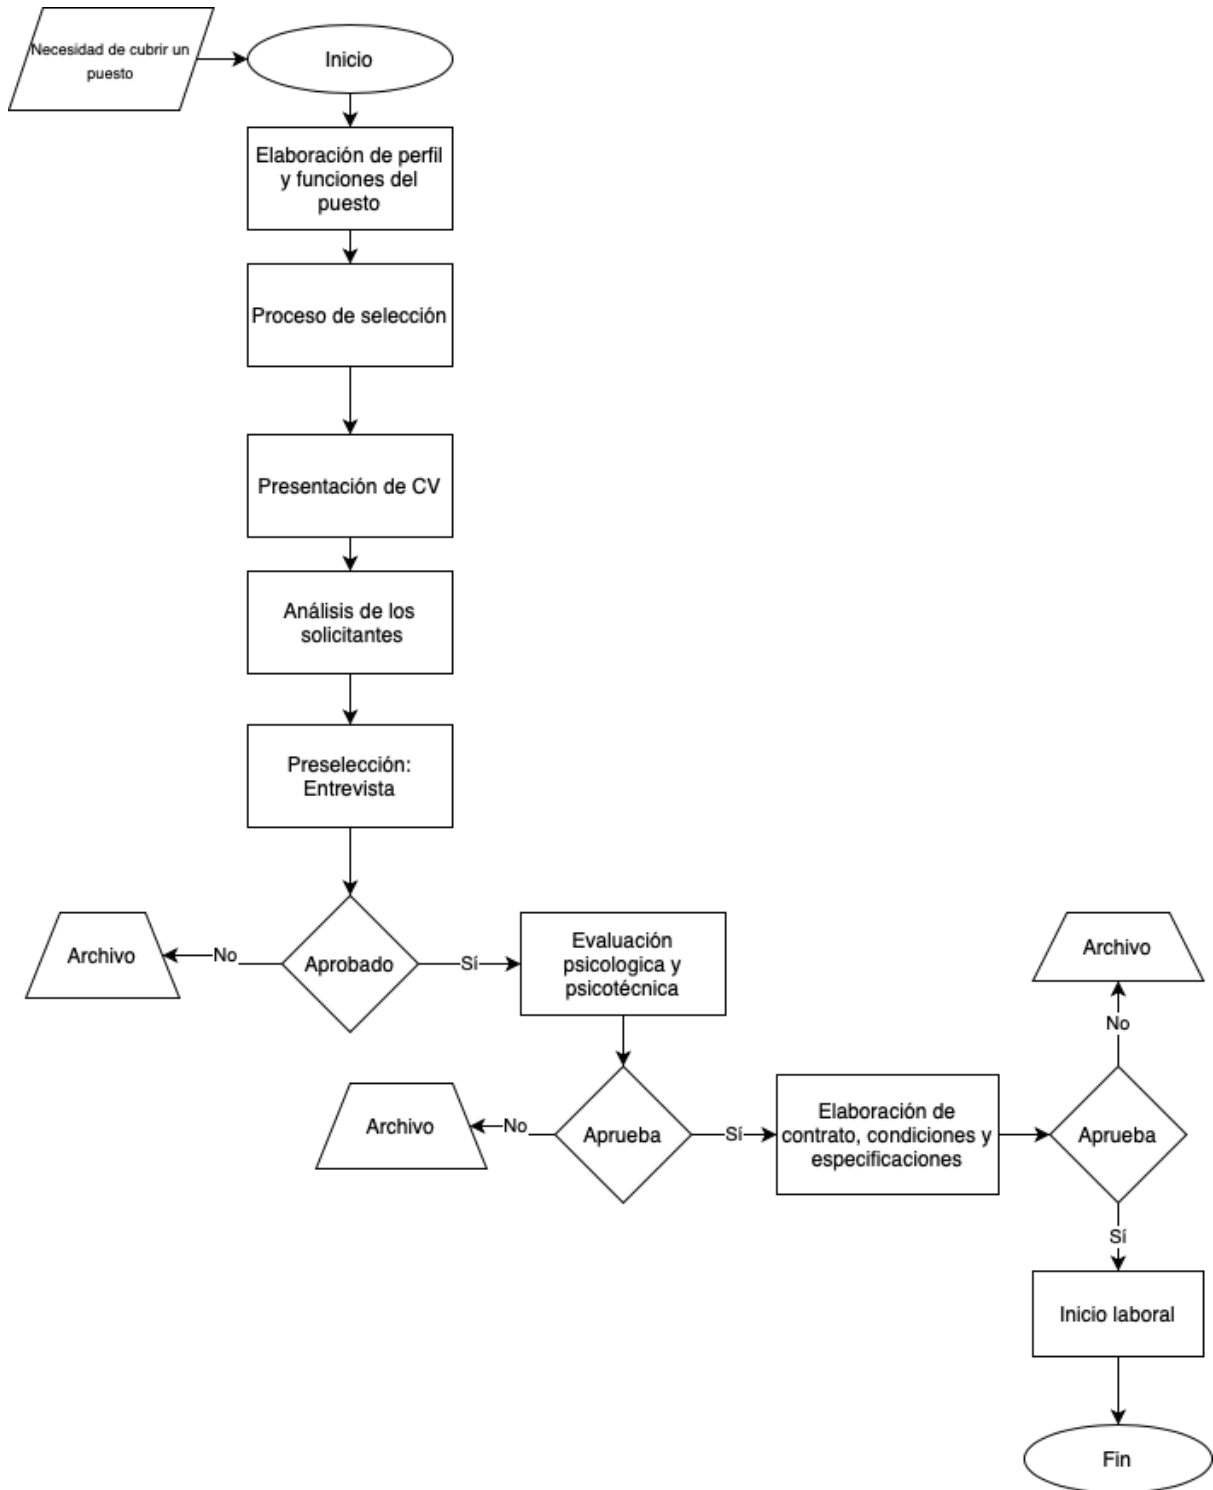 Necesidad de cubrir un
puesto
Inicio
Elaboración de perfil
y funciones del
puesto
Proceso de selección
Presentación de CV
Análisis de los
solicitantes
Preselección:
Entrevista
Archivo
No
Aprobado
Sí
Evaluación
psicologica y
psicotécnica
Archivo
No
Archivo
No
Aprueba
Sí
Elaboración de
contrato, condiciones y
especificaciones
Aprueba
Sí
Inicio laboral
Fin